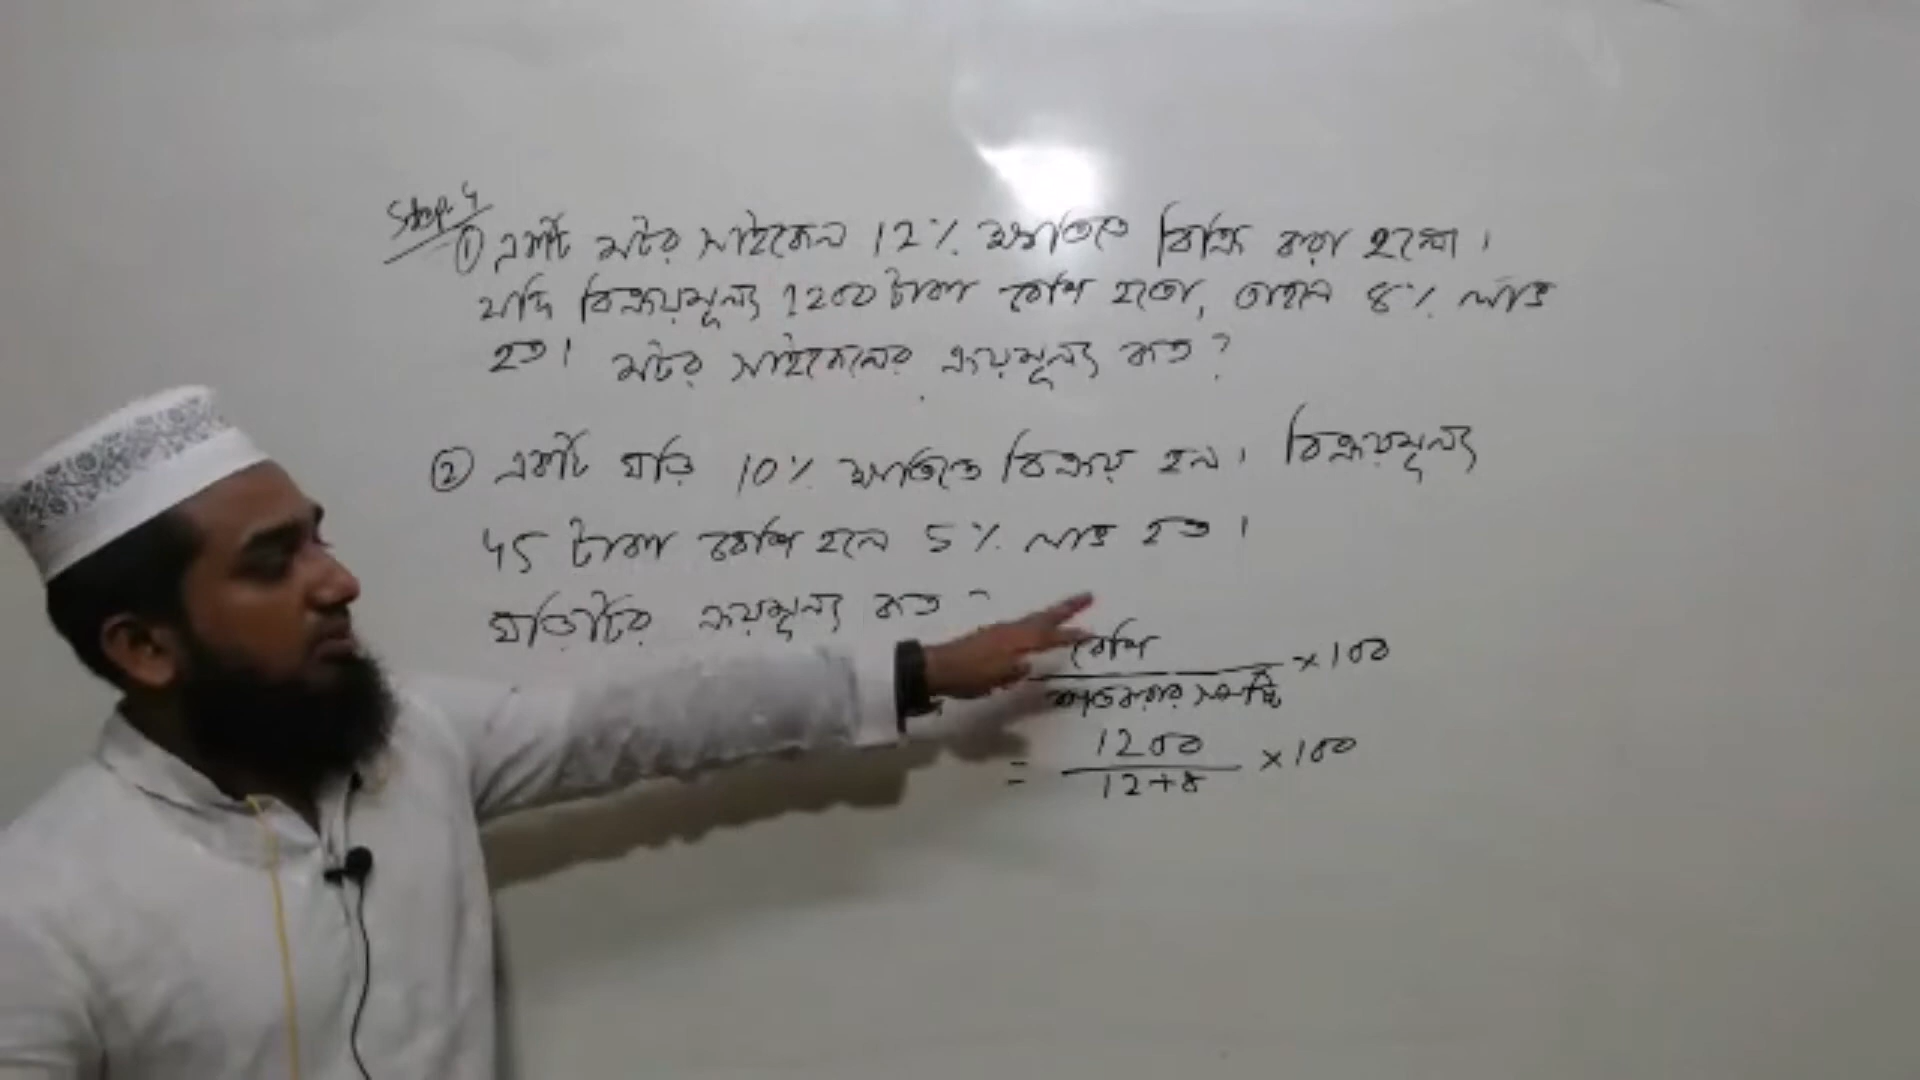 Step 4
① একটি মটর সাইকেল 12% ক্ষতিতে বিক্রি করা হলো।
যদি বিক্রয়মূল্য 1200 টাকা বেশি হতো, তাহলে 8% লাভ
হত। মটর সাইকেলের ক্রয়মূল্য কত?
② একটি ঘড়ি 10% ক্ষতিতে বিক্রয় হল। বিক্রয়মূল্য
45 টাকা বেশি হলে 5% লাভ হত।
ঘড়িটির ক্রয়মূল্য কত?
বেশি
× 100
= 1200 / 12+8 × 100